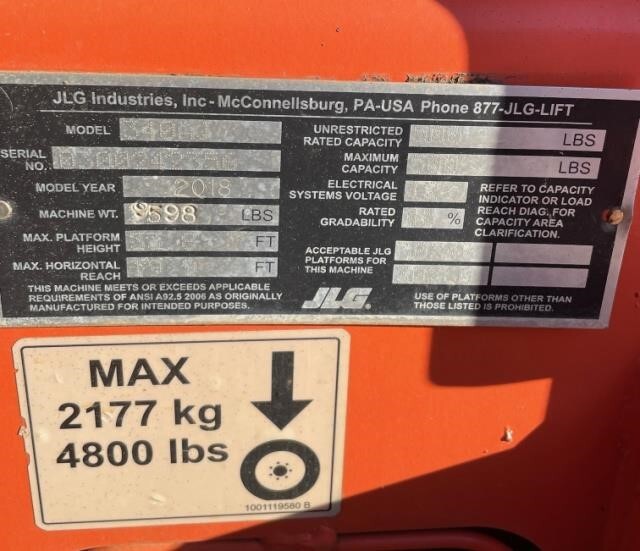 JLG Industries, Inc - McConnellsburg, PA-USA Phone 877-JLG-LIFT
MODEL 340AJ
SERIAL NO.:
MODEL YEAR 2018
MACHINE WT. 9598 LBS
MAX. PLATFORM HEIGHT FT
MAX. HORIZONTAL REACH FT
THIS MACHINE MEETS OR EXCEEDS APPLICABLE
REQUIREMENTS OF ANSI A92.5 2006 AS ORIGINALLY
MANUFACTURED FOR INTENDED PURPOSES.
UNRESTRICTED
RATED CAPACITY LBS
MAXIMUM
CAPACITY LBS
ELECTRICAL
SYSTEMS VOLTAGE
RATED
GRADABILITY %
REFER TO CAPACITY
INDICATOR OR LOAD
REACH DIAG. FOR
CAPACITY AREA
CLARIFICATION.
ACCEPTABLE JLG
PLATFORMS FOR
THIS MACHINE
JLG
USE OF PLATFORMS OTHER THAN
THOSE LISTED IS PROHIBITED.
MAX
2177 kg
4800 lbs
1001119560 B